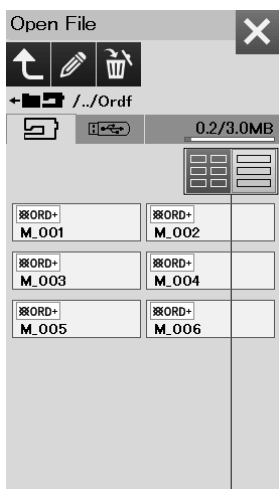 Open File
/../Ordf
0.2/3.0MB
ORD+ ORD+
M_001 M_002
ORD+ ORD+
M_003 M_004
ORD+ ORD+
M_005 M_006